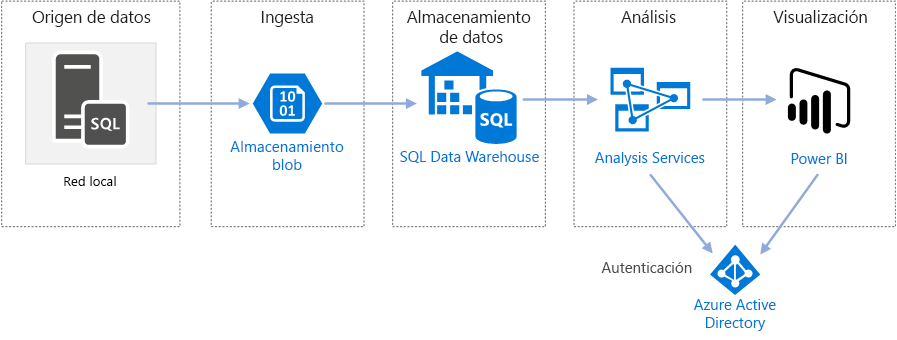 Origen de datos
Ingesta
Almacenamiento
de datos
Análisis
Visualización
SQL
10
01
SQL
Red local
Almacenamiento
blob
SQL Data Warehouse
Analysis Services
Power BI
Autenticación
Azure Active
Directory